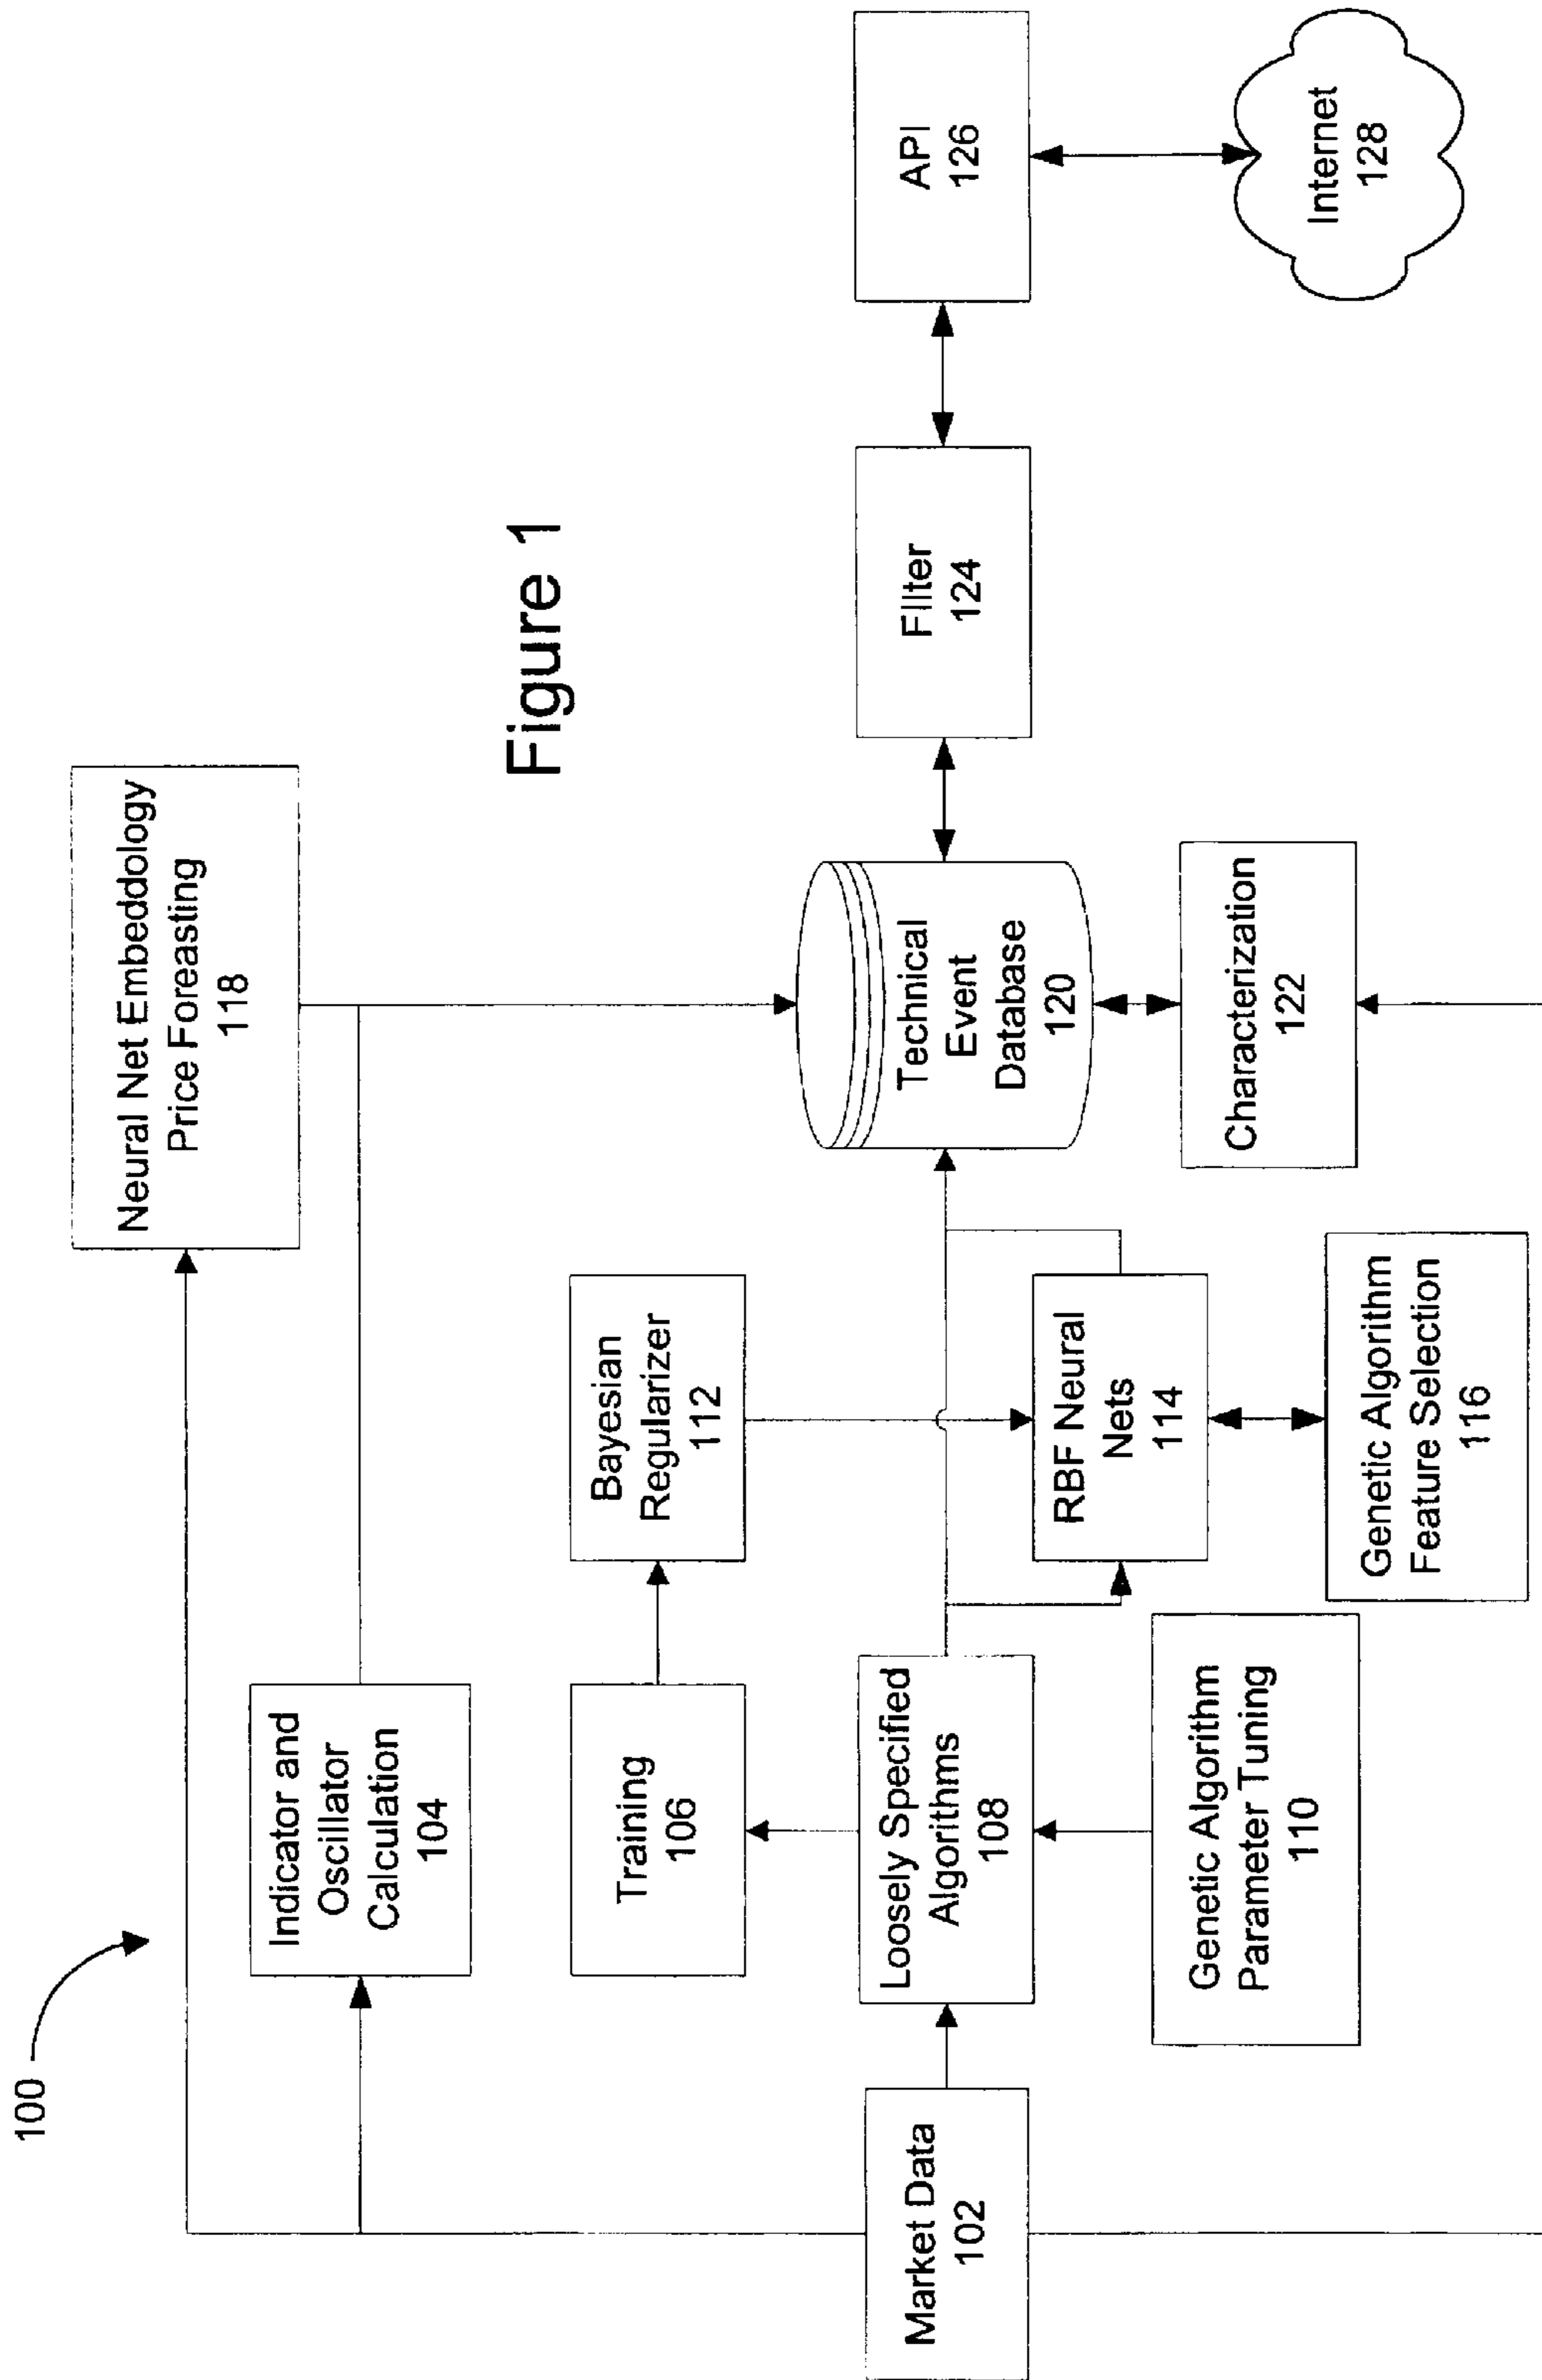 100
Neural Net Embeddology
Price Foreasting
118
Indicator and
Oscillator
Calculation
104
Figure 1
Training
106
Bayesian
Regularizer
112
Market Data
102
Loosely Specified
Algorithms
108
Technical
Event
Database
120
Filter
124
API
126
RBF Neural
Nets
114
Genetic Algorithm
Parameter Tuning
110
Genetic Algorithm
Feature Selection
116
Characterization
122
Internet
128